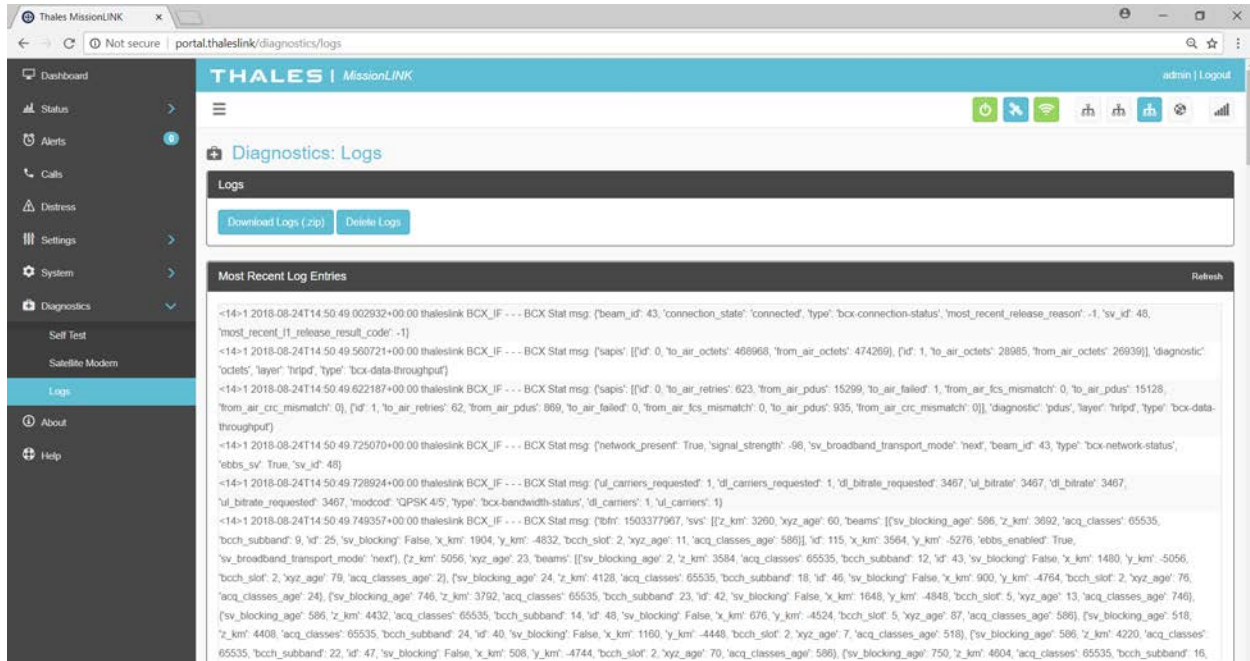 Thales MissionLINK
Not secure | portal.thaleslink/diagnostics/logs
Dashboard
Status
Alerts
0
Calls
Distress
Settings
System
Diagnostics
Self Test
Satellite Modem
Logs
About
Help
THALES | MissionLINK
admin | Logout
Diagnostics: Logs
Logs
Download Logs (.zip)
Delete Logs
Most Recent Log Entries
Refresh
<14>1 2018-08-24T14:50:49.002932+00:00 thaleslink BCX_IF - - - BCX Stat msg: {'beam_id': 43, 'connection_state': 'connected', 'type': 'bcx-connection-status', 'most_recent_release_reason': -1, 'sv_id': 48,
'most_recent_l1_release_result_code': -1}
<14>1 2018-08-24T14:50:49.560721+00:00 thaleslink BCX_IF - - - BCX Stat msg: {'sapis': [{'id': 0, 'to_air_octets': 468968, 'from_air_octets': 474269}, {'id': 1, 'to_air_octets': 28985, 'from_air_octets': 26939}], 'diagnostic':
'octets', 'layer': 'hrlpd', 'type': 'bcx-data-throughput'}
<14>1 2018-08-24T14:50:49.622187+00:00 thaleslink BCX_IF - - - BCX Stat msg: {'sapis': [{'id': 0, 'to_air_retries': 623, 'from_air_pdus': 15299, 'to_air_failed': 1, 'from_air_fcs_mismatch': 0, 'to_air_pdus': 15128,
'from_air_crc_mismatch': 0}, {'id': 1, 'to_air_retries': 62, 'from_air_pdus': 869, 'to_air_failed': 0, 'from_air_fcs_mismatch': 0, 'to_air_pdus': 935, 'from_air_crc_mismatch': 0}], 'diagnostic': 'pdus', 'layer': 'hrlpd', 'type': 'bcx-data-
throughput'}
<14>1 2018-08-24T14:50:49.725070+00:00 thaleslink BCX_IF - - - BCX Stat msg: {'network_present': True, 'signal_strength': -98, 'sv_broadband_transport_mode': 'next', 'beam_id': 43, 'type': 'bcx-network-status',
'ebbs_sv': True, 'sv_id': 48}
<14>1 2018-08-24T14:50:49.728924+00:00 thaleslink BCX_IF - - - BCX Stat msg: {'ul_carriers_requested': 1, 'dl_carriers_requested': 1, 'dl_bitrate_requested': 3467, 'ul_bitrate': 3467, 'dl_bitrate': 3467,
'ul_bitrate_requested': 3467, 'modcod': 'QPSK 4/5', 'type': 'bcx-bandwidth-status', 'dl_carriers': 1, 'ul_carriers': 1}
<14>1 2018-08-24T14:50:49.749357+00:00 thaleslink BCX_IF - - - BCX Stat msg: {'bfn': 1503377967, 'svs': [{'z_km': 3260, 'xyz_age': 60, 'beams': [{'sv_blocking_age': 586, 'z_km': 3692, 'acq_classes': 65535,
'bcch_subband': 9, 'id': 25, 'sv_blocking': False, 'x_km': 1904, 'y_km': -4832, 'bcch_slot': 2, 'xyz_age': 11, 'acq_classes_age': 586}], 'id': 115, 'x_km': 3564, 'y_km': -5276, 'ebbs_enabled': True,
'sv_broadband_transport_mode': 'next'}, {'z_km': 5056, 'xyz_age': 23, 'beams': [{'sv_blocking_age': 2, 'z_km': 3584, 'acq_classes': 65535, 'bcch_subband': 12, 'id': 43, 'sv_blocking': False, 'x_km': 1480, 'y_km': -5056,
'bcch_slot': 2, 'xyz_age': 79, 'acq_classes_age': 2}, {'sv_blocking_age': 24, 'z_km': 4128, 'acq_classes': 65535, 'bcch_subband': 18, 'id': 46, 'sv_blocking': False, 'x_km': 900, 'y_km': -4764, 'bcch_slot': 2, 'xyz_age': 76,
'acq_classes_age': 24}, {'sv_blocking_age': 746, 'z_km': 3792, 'acq_classes': 65535, 'bcch_subband': 23, 'id': 42, 'sv_blocking': False, 'x_km': 1648, 'y_km': -4848, 'bcch_slot': 5, 'xyz_age': 13, 'acq_classes_age': 746},
{'sv_blocking_age': 586, 'z_km': 4432, 'acq_classes': 65535, 'bcch_subband': 14, 'id': 48, 'sv_blocking': False, 'x_km': 676, 'y_km': -4524, 'bcch_slot': 5, 'xyz_age': 87, 'acq_classes_age': 586}, {'sv_blocking_age': 518,
'z_km': 4408, 'acq_classes': 65535, 'bcch_subband': 24, 'id': 40, 'sv_blocking': False, 'x_km': 1160, 'y_km': -4448, 'bcch_slot': 2, 'xyz_age': 7, 'acq_classes_age': 518}, {'sv_blocking_age': 586, 'z_km': 4220, 'acq_classes':
65535, 'bcch_subband': 22, 'id': 47, 'sv_blocking': False, 'x_km': 508, 'y_km': -4744, 'bcch_slot': 2, 'xyz_age': 70, 'acq_classes_age': 586}, {'sv_blocking_age': 750, 'z_km': 4604, 'acq_classes': 65535, 'bcch_subband': 16,